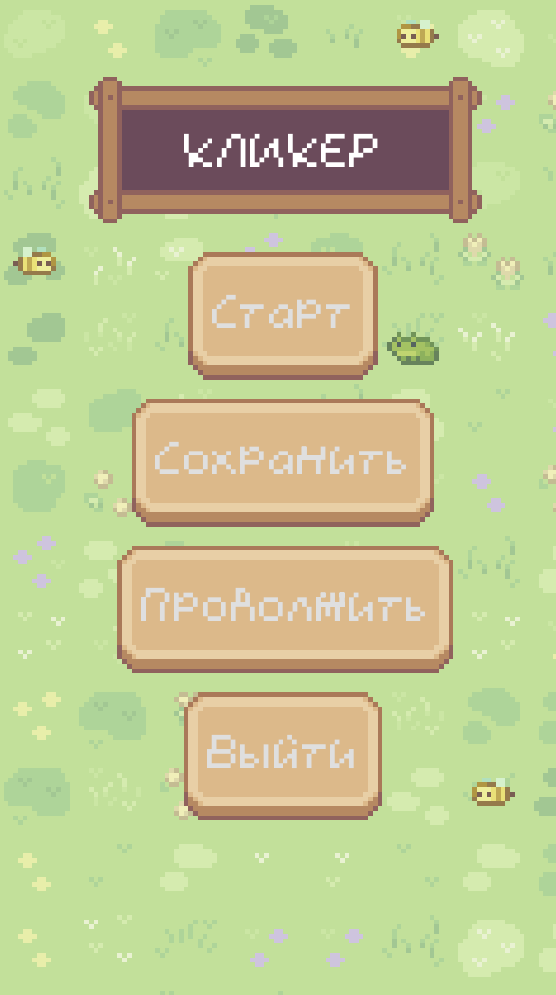 КЛИКЕР
Старт
Сохранить
Продолжить
Выйти